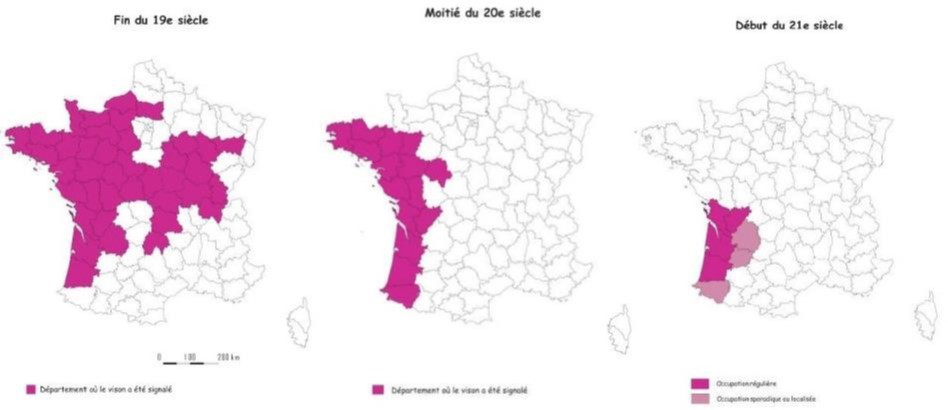 Fin du 19e siècle
Moitié du 20e siècle
Début du 21e siècle
0 100 200 km
Département où le vison a été signalé
Département où le vison a été signalé
Occupation régulière
Occupation sporadique ou localisée